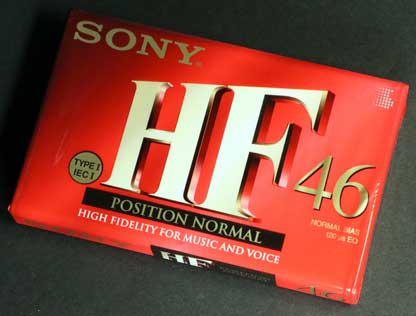 SONY
HF
46
TYPE I
IEC I
POSITION NORMAL
NORMAL BIAS
120 µs EQ
HIGH FIDELITY FOR MUSIC AND VOICE
HF
46